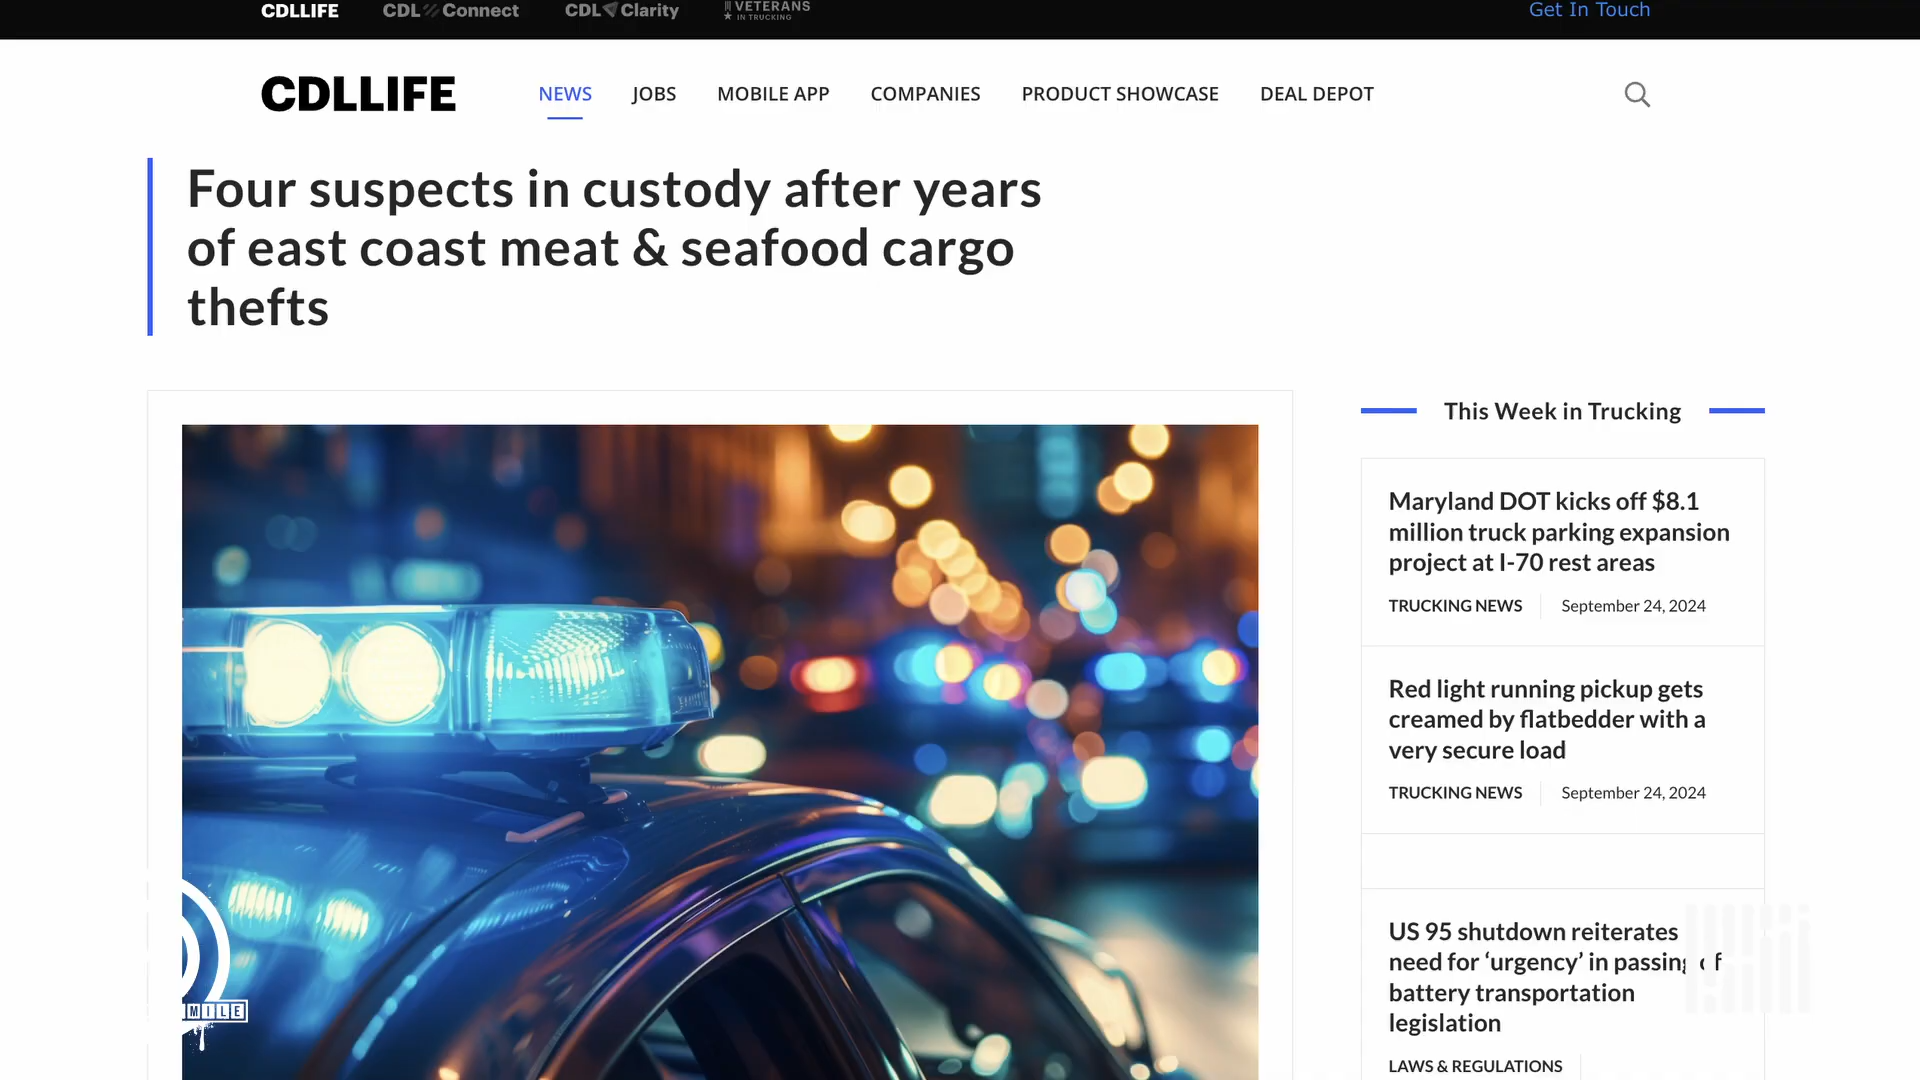 CDLLIFE
CDL Connect
CDL Clarity
VETERANS
IN TRUCKING
Get In Touch
CDLLIFE
NEWS
JOBS
MOBILE APP
COMPANIES
PRODUCT SHOWCASE
DEAL DEPOT
Four suspects in custody after years
of east coast meat & seafood cargo
thefts
This Week in Trucking
Maryland DOT kicks off $8.1
million truck parking expansion
project at I-70 rest areas
TRUCKING NEWS
September 24, 2024
Red light running pickup gets
creamed by flatbedder with a
very secure load
TRUCKING NEWS
September 24, 2024
US 95 shutdown reiterates
need for ‘urgency’ in passing of
battery transportation
legislation
LAWS & REGULATIONS
MILE